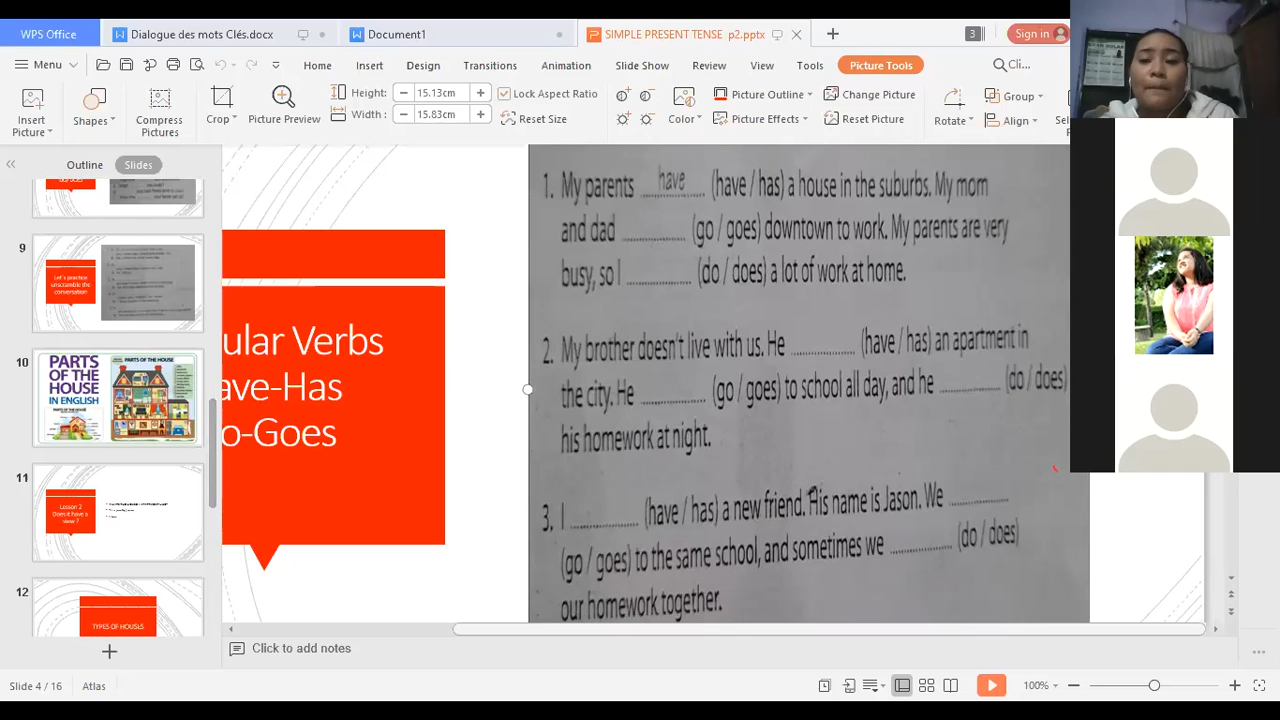 WPS Office
Dialogue des mots Clés.docx
Document1
SIMPLE PRESENT TENSE p2.pptx
3
Sign in
Menu
Home
Insert
Design
Transitions
Animation
Slide Show
Review
View
Tools
Picture Tools
Cli...
Insert
Picture
Shapes
Compress
Pictures
Crop
Picture Preview
Height:
15.13cm
Width :
15.83cm
Lock Aspect Ratio
Reset Size
Color
Picture Outline
Picture Effects
Change Picture
Reset Picture
Rotate
Group
Align
Outline
Slides
9
Let's practice
unscramble the
conversation
10
PARTS
OF THE
HOUSE
IN ENGLISH
PARTS OF THE HOUSE
11
Lesson 2
Does it have a
view ?
12
TYPES OF HOUSES
ular Verbs
ave-Has
o-Goes
1. My parents have (have / has) a house in the suburbs. My mom
and dad ............... (go / goes) downtown to work. My parents are very
busy, so I ............... (do / does) a lot of work at home.
2. My brother doesn't live with us. He ............... (have / has) an apartment in
the city. He ............... (go / goes) to school all day, and he ............... (do / does)
his homework at night.
3. I ............... (have / has) a new friend. His name is Jason. We ...............
(go / goes) to the same school, and sometimes we ............... (do / does)
our homework together.
Click to add notes
Slide 4 / 16
Atlas
100%